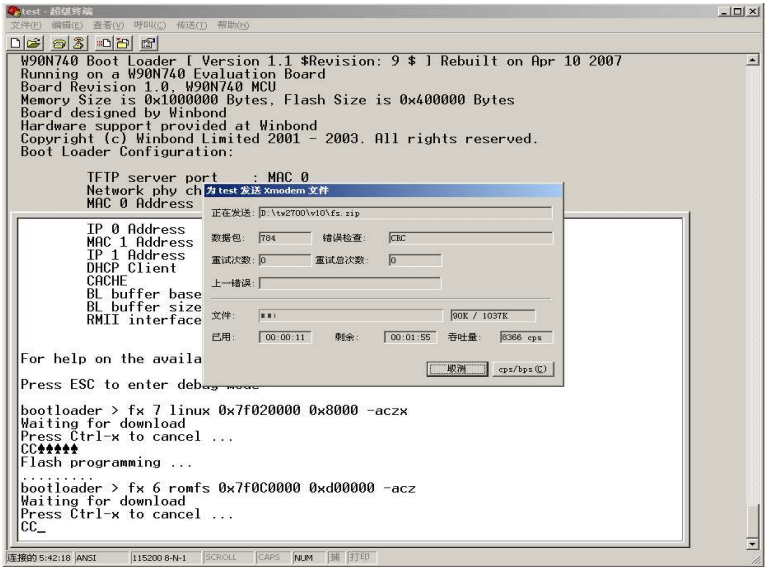 test - 超级终端
文件(F) 编辑(E) 查看(V) 呼叫(C) 传送(T) 帮助(H)
W90N740 Boot Loader [ Version 1.1 $Revision: 9 $ ] Rebuilt on Apr 10 2007
Running on a W90N740 Evaluation Board
Board Revision 1.0, W90N740 MCU
Memory Size is 0x1000000 Bytes, Flash Size is 0x400000 Bytes
Board designed by Winbond
Hardware support provided at Winbond
Copyright (c) Winbond Limited 2001 - 2003. All rights reserved.
Boot Loader Configuration:
TFTP server port : MAC 0
Network phy ch
MAC 0 Address
IP 0 Address
MAC 1 Address
IP 1 Address
DHCP Client
CACHE
BL buffer base
BL buffer size
RMII interface
For help on the availa
Press ESC to enter debug mode
bootloader > fx 7 linux 0x7f020000 0x8000 -aczx
Waiting for download
Press Ctrl-x to cancel ...
CC♠♠♠♠♠
Flash programming ...
.........
bootloader > fx 6 romfs 0x7f0C0000 0xd00000 -acz
Waiting for download
Press Ctrl-x to cancel ...
CC_
为 test 发送 Xmodem 文件
正在发送: D:\tw2700\v10\fs.zip
数据包: 784 错误检查: CRC
重试次数: 0 重试总次数: 0
上一错误:
文件: 90K / 1037K
已用: 00:00:11 剩余: 00:01:55 吞吐量: 8366 cps
取消 cps/bps(C)
连接的 5:42:18 ANSI 115200 8-N-1 SCROLL CAPS NUM 捕 打印